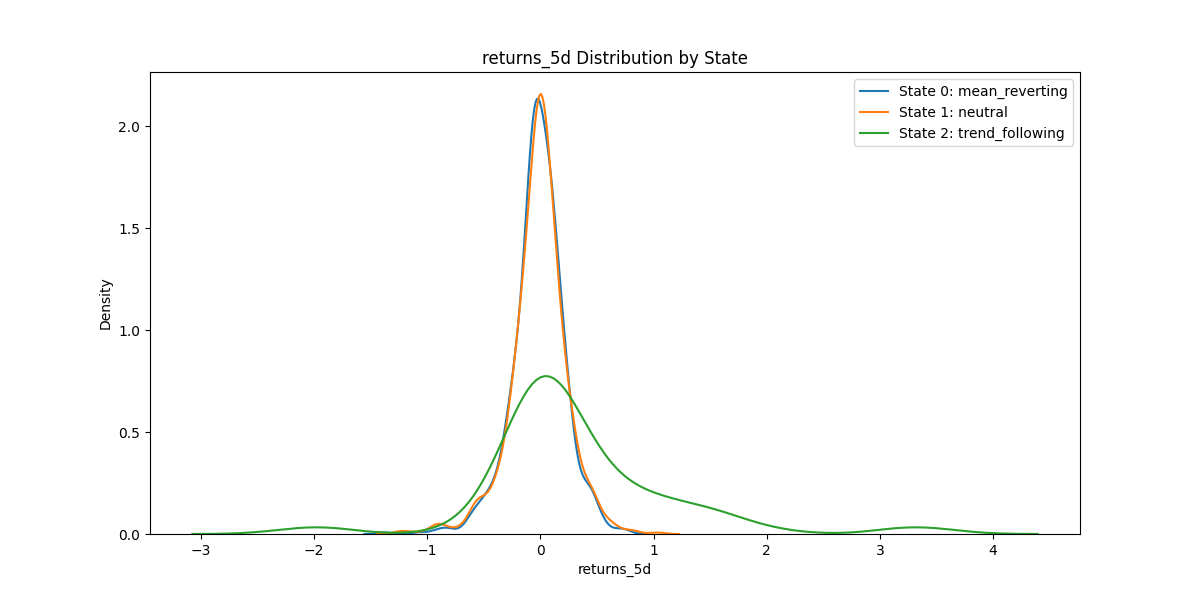 returns_5d Distribution by State
State 0: mean_reverting
State 1: neutral
State 2: trend_following
Density
2.0
1.5
1.0
0.5
0.0
−3 −2 −1 0 1 2 3 4
returns_5d